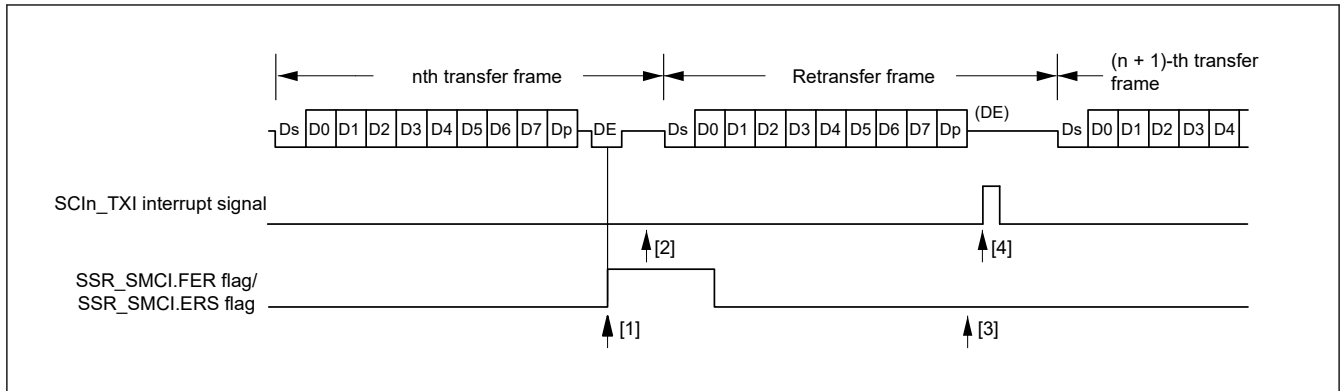 nth transfer frame
Retransfer frame
(n + 1)-th transfer
frame
Ds D0 D1 D2 D3 D4 D5 D6 D7 Dp DE
Ds D0 D1 D2 D3 D4 D5 D6 D7 Dp
(DE)
Ds D0 D1 D2 D3 D4
SCIn_TXI interrupt signal
[2]
[4]
SSR_SMCI.FER flag/
SSR_SMCI.ERS flag
[1]
[3]